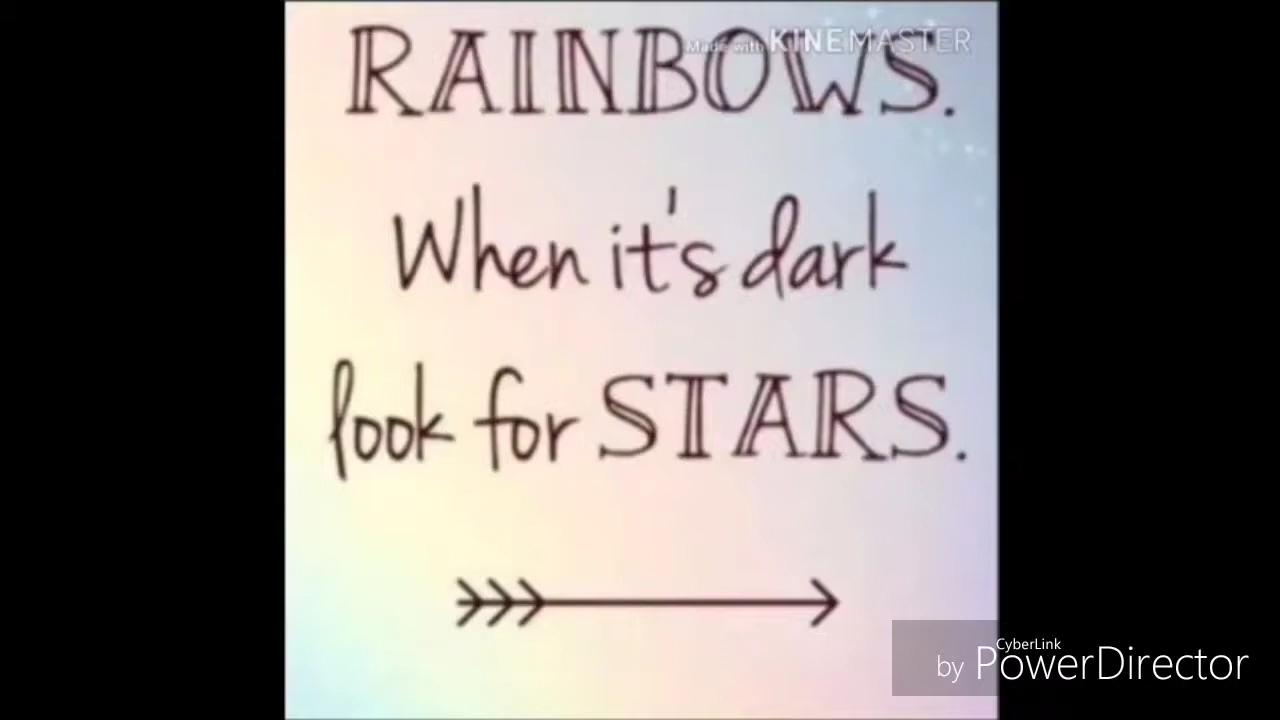 Made with KINEMASTER
RAINBOWS.
When it's dark
look for STARS.
CyberLink
by PowerDirector